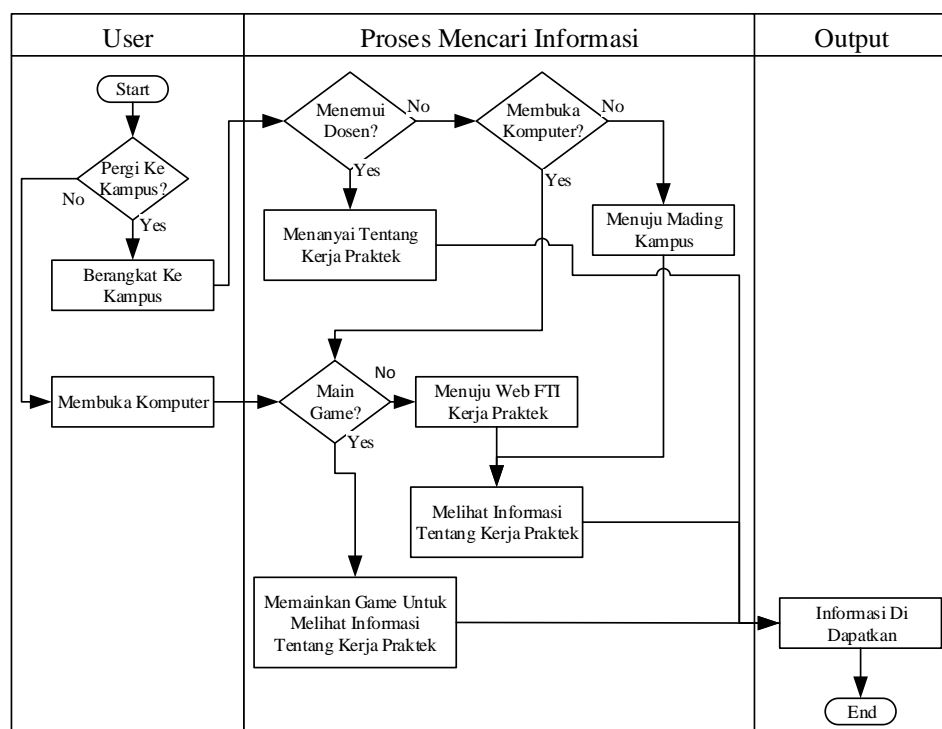 User
Proses Mencari Informasi
Output
Start
Pergi Ke
Kampus?
No
Yes
Berangkat Ke
Kampus
Membuka Komputer
Menemui
Dosen?
No
Yes
Menanyai Tentang
Kerja Praktek
Membuka
Komputer?
No
Yes
Menuju Mading
Kampus
Main
Game?
No
Yes
Menuju Web FTI
Kerja Praktek
Melihat Informasi
Tentang Kerja Praktek
Memainkan Game Untuk
Melihat Informasi
Tentang Kerja Praktek
Informasi Di
Dapatkan
End